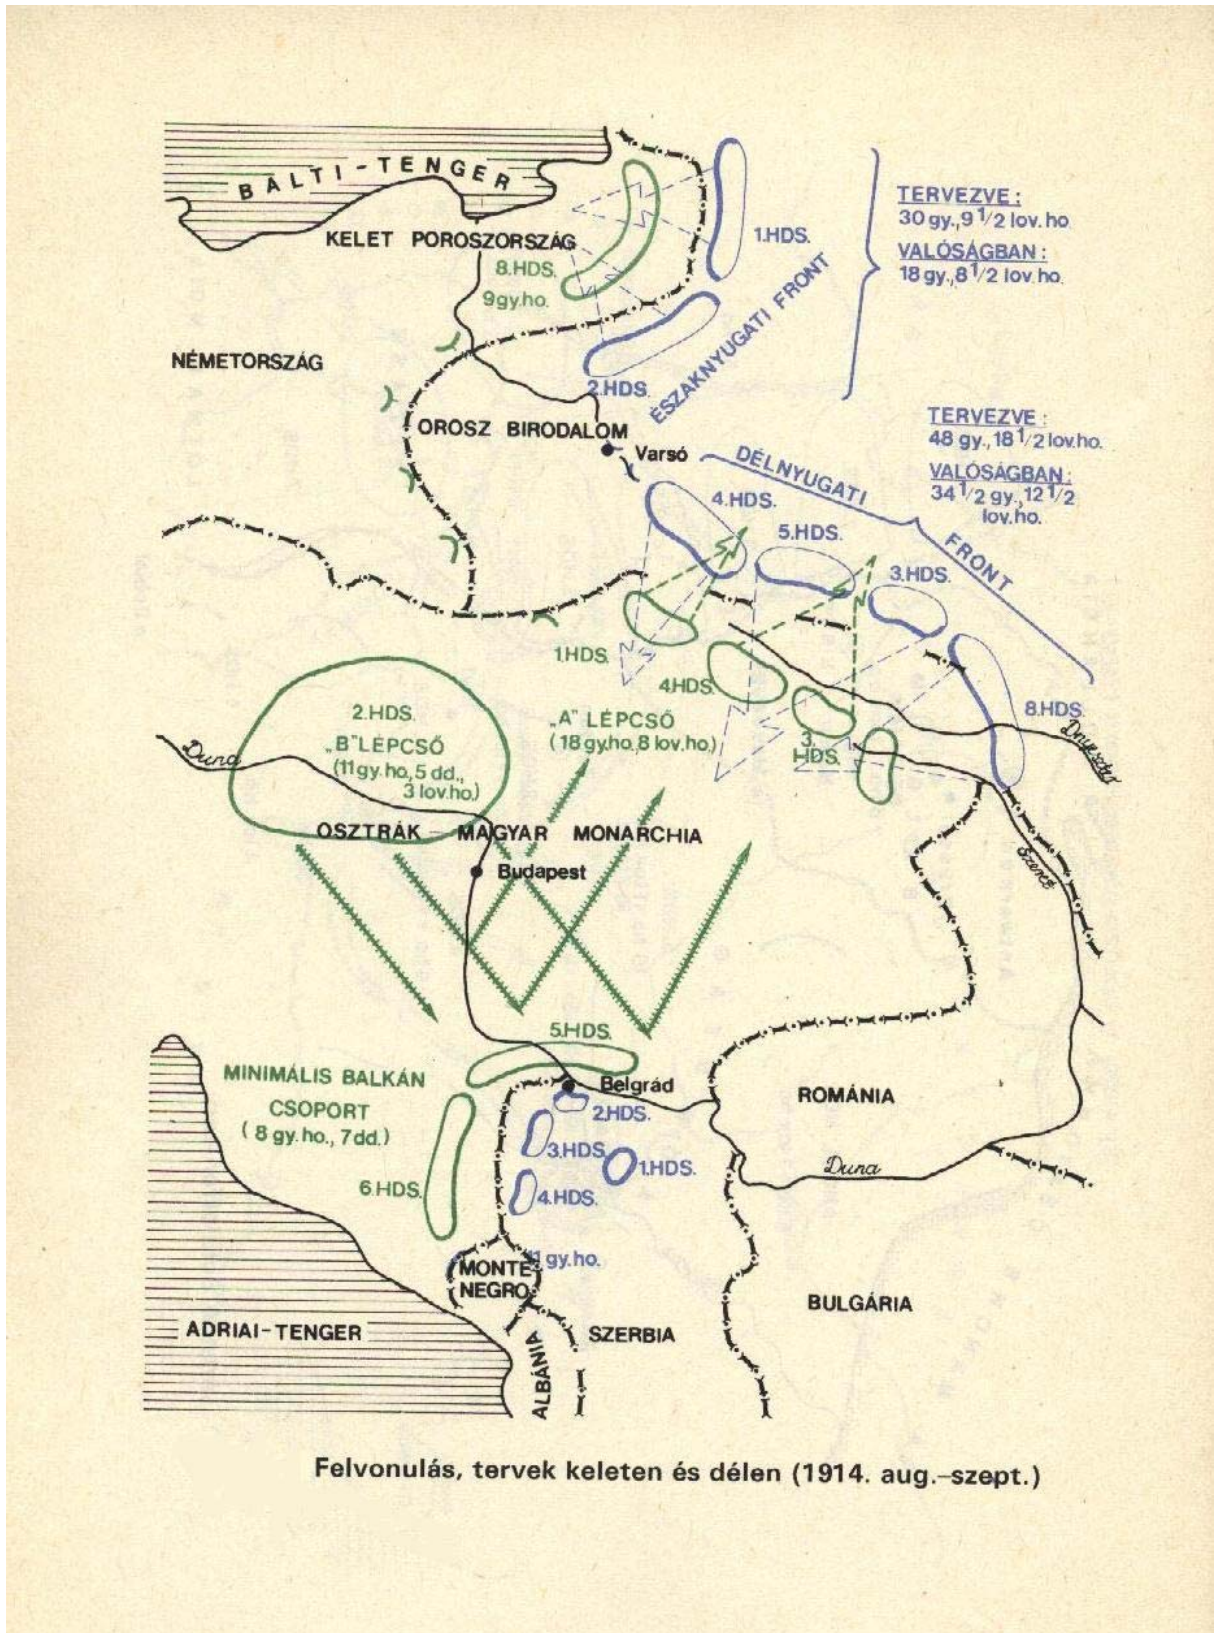 BALTI-TENGER
KELET POROSZORSZÁG
8.HDS.
9gy.ho.
1.HDS.
2.HDS.
ÉSZAKNYUGATI FRONT
TERVEZVE:
30 gy., 9 1/2 lov. ho.
VALÓSÁGBAN:
18 gy., 8 1/2 lov. ho.
NÉMETORSZÁG
OROSZ BIRODALOM
Varsó
TERVEZVE:
48 gy., 18 1/2 lov.ho.
VALÓSÁGBAN:
34 1/2 gy., 12 1/2
lov.ho.
DÉLNYUGATI FRONT
4.HDS.
5.HDS.
3.HDS.
8.HDS.
1.HDS.
4.HDS.
3.
HDS.
Dnyeszter
2.HDS.
„B” LÉPCSŐ
(11 gy. ho, 5 dd.,
3 lov.ho.)
„A” LÉPCSŐ
(18 gy.ho, 8 lov.ho.)
Duna
OSZTRÁK-MAGYAR MONARCHIA
Budapest
Szeret
5.HDS.
MINIMÁLIS BALKÁN
CSOPORT
(8 gy. ho., 7 dd.)
6.HDS.
Belgrád
2.HDS.
3.HDS.
1.HDS.
4.HDS.
11 gy.ho.
ROMÁNIA
Duna
MONTE
NEGRO
BULGÁRIA
ADRIAI-TENGER
ALBÁNIA
SZERBIA
Felvonulás, tervek keleten és délen (1914. aug.–szept.)